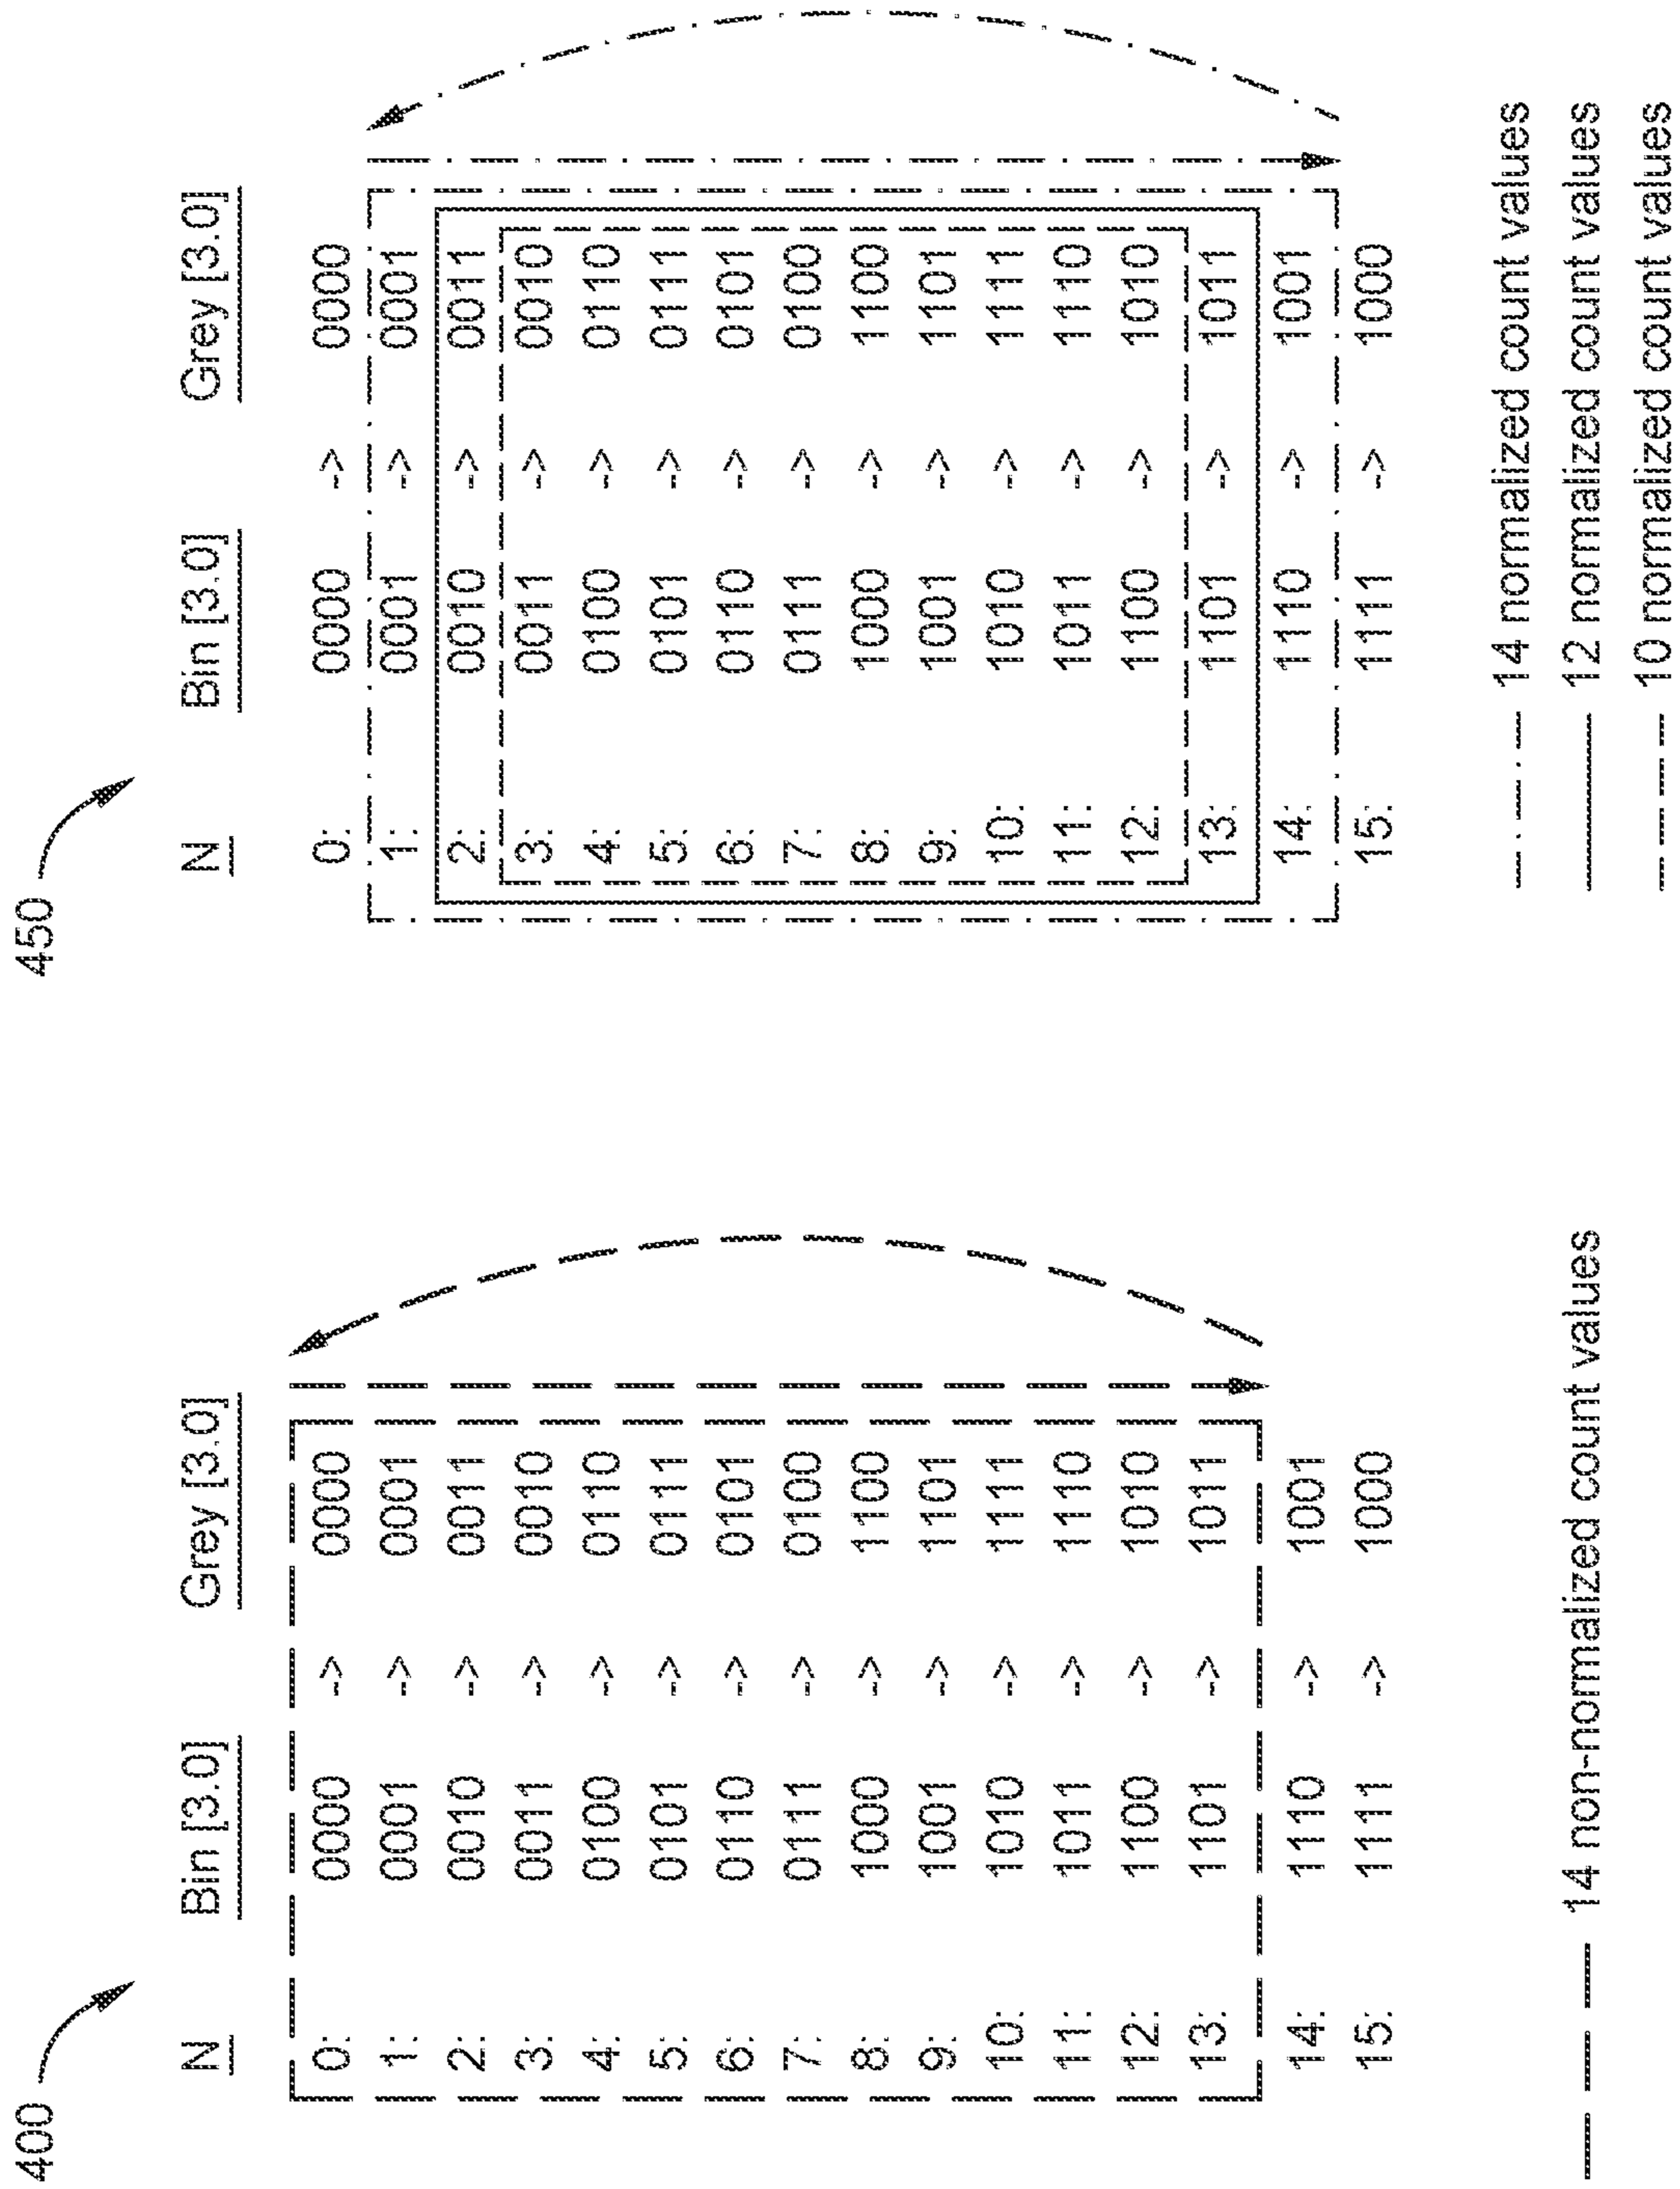 400
N Bin [3.0] Grey [3.0]
0: 0000 --> 0000
1: 0001 --> 0001
2: 0010 --> 0011
3: 0011 --> 0010
4: 0100 --> 0110
5: 0101 --> 0111
6: 0110 --> 0101
7: 0111 --> 0100
8: 1000 --> 1100
9: 1001 --> 1101
10: 1010 --> 1111
11: 1011 --> 1110
12: 1100 --> 1010
13: 1101 --> 1011
14: 1110 --> 1001
15: 1111 --> 1000
14 non-normalized count values
450
N Bin [3.0] Grey [3.0]
0: 0000 --> 0000
1: 0001 --> 0001
2: 0010 --> 0011
3: 0011 --> 0010
4: 0100 --> 0110
5: 0101 --> 0111
6: 0110 --> 0101
7: 0111 --> 0100
8: 1000 --> 1100
9: 1001 --> 1101
10: 1010 --> 1111
11: 1011 --> 1110
12: 1100 --> 1010
13: 1101 --> 1011
14: 1110 --> 1001
15: 1111 --> 1000
14 normalized count values
12 normalized count values
10 normalized count values